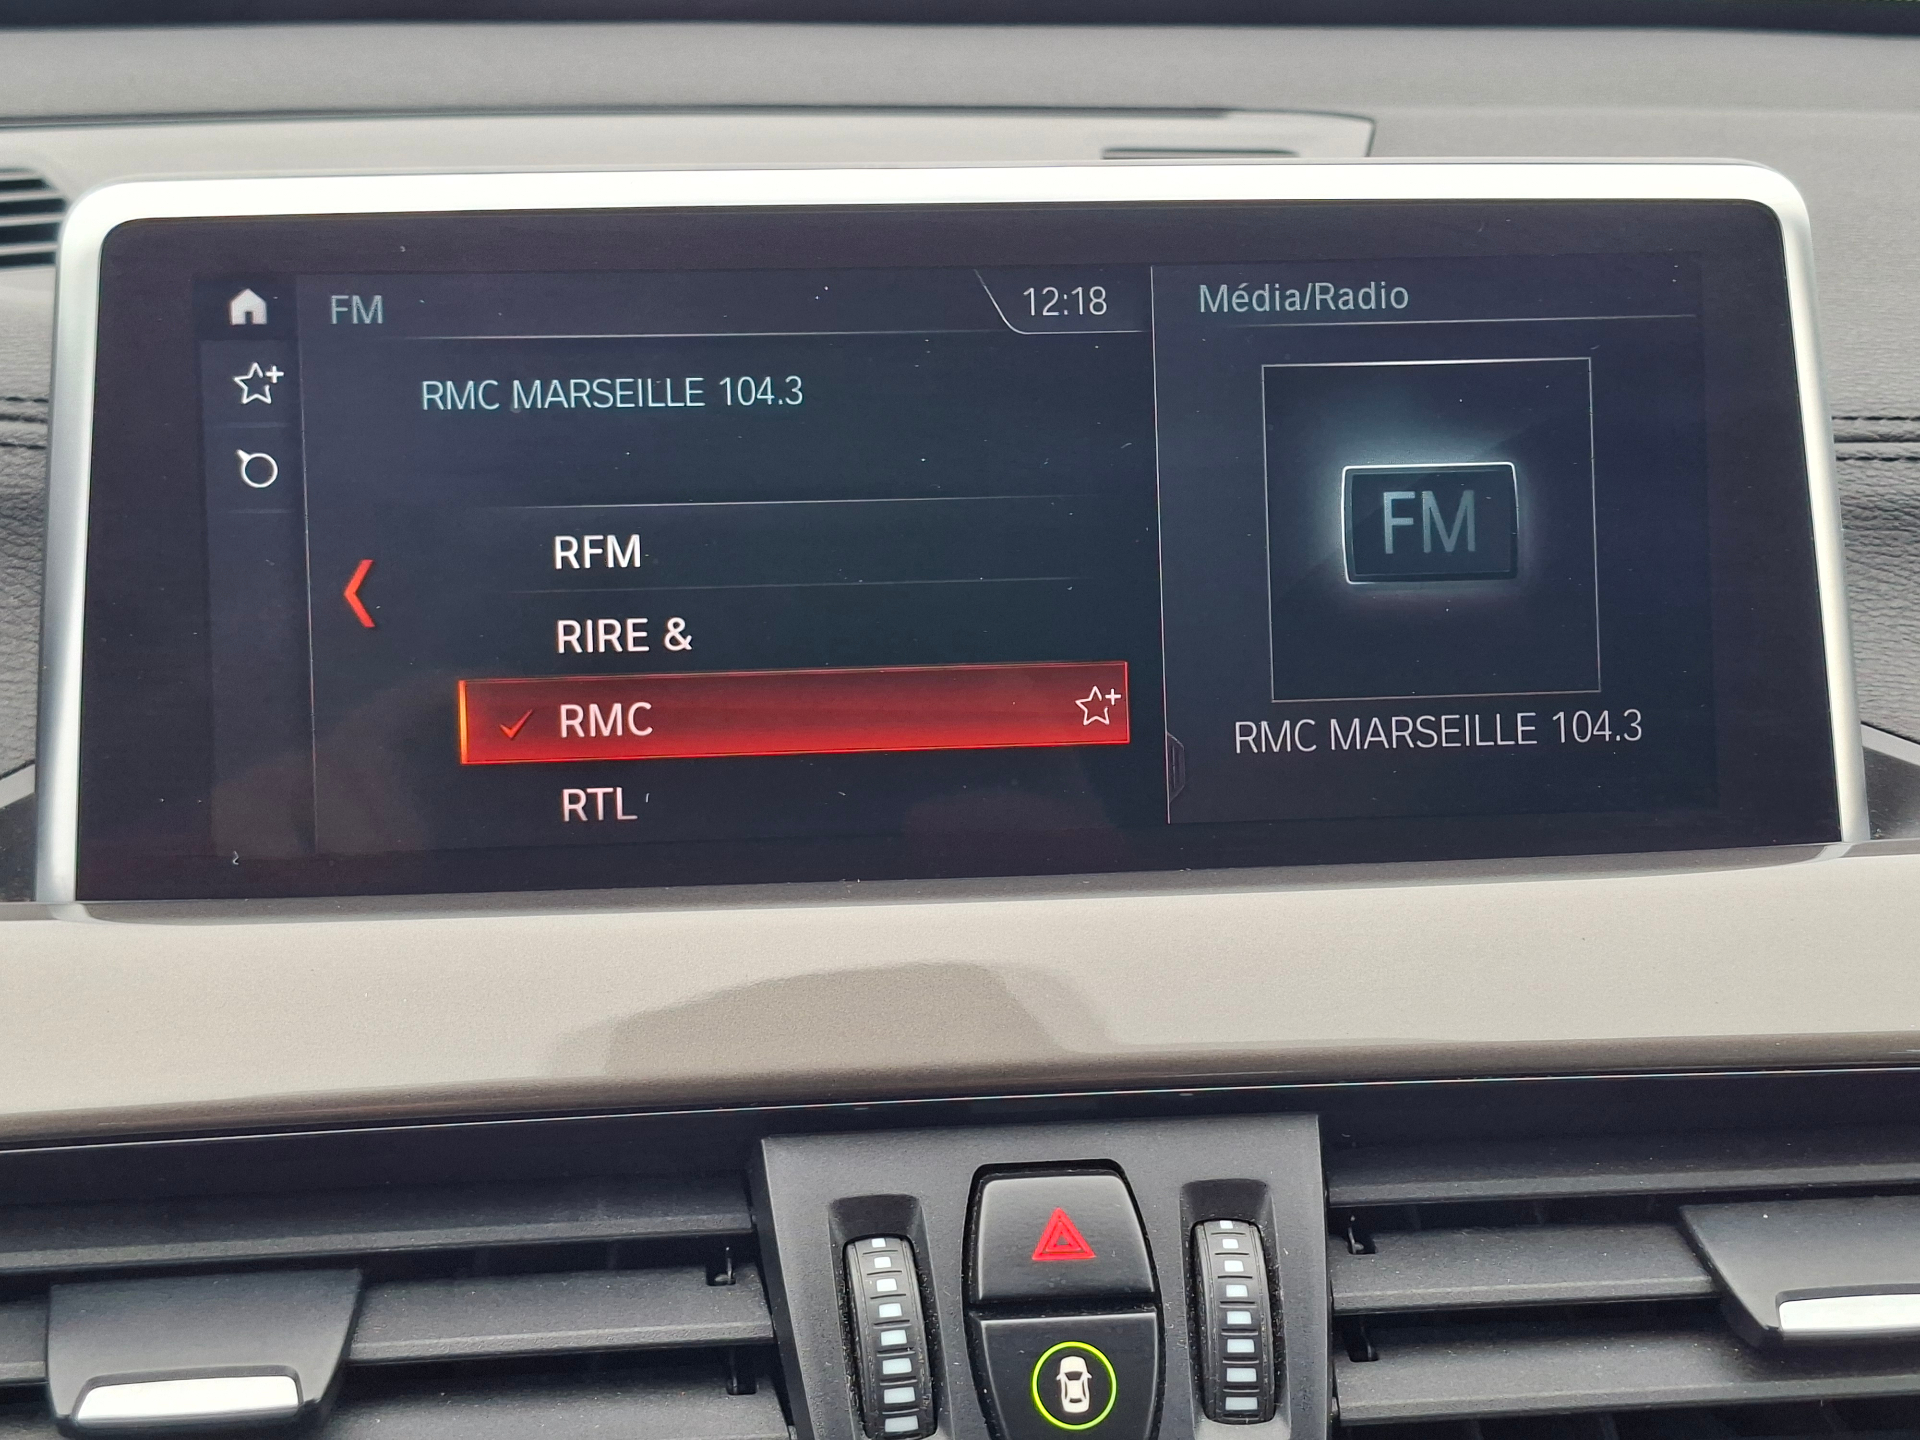 FM
12:18
RMC MARSEILLE 104.3
RFM
RIRE &
RMC
RTL
Média/Radio
FM
RMC MARSEILLE 104.3